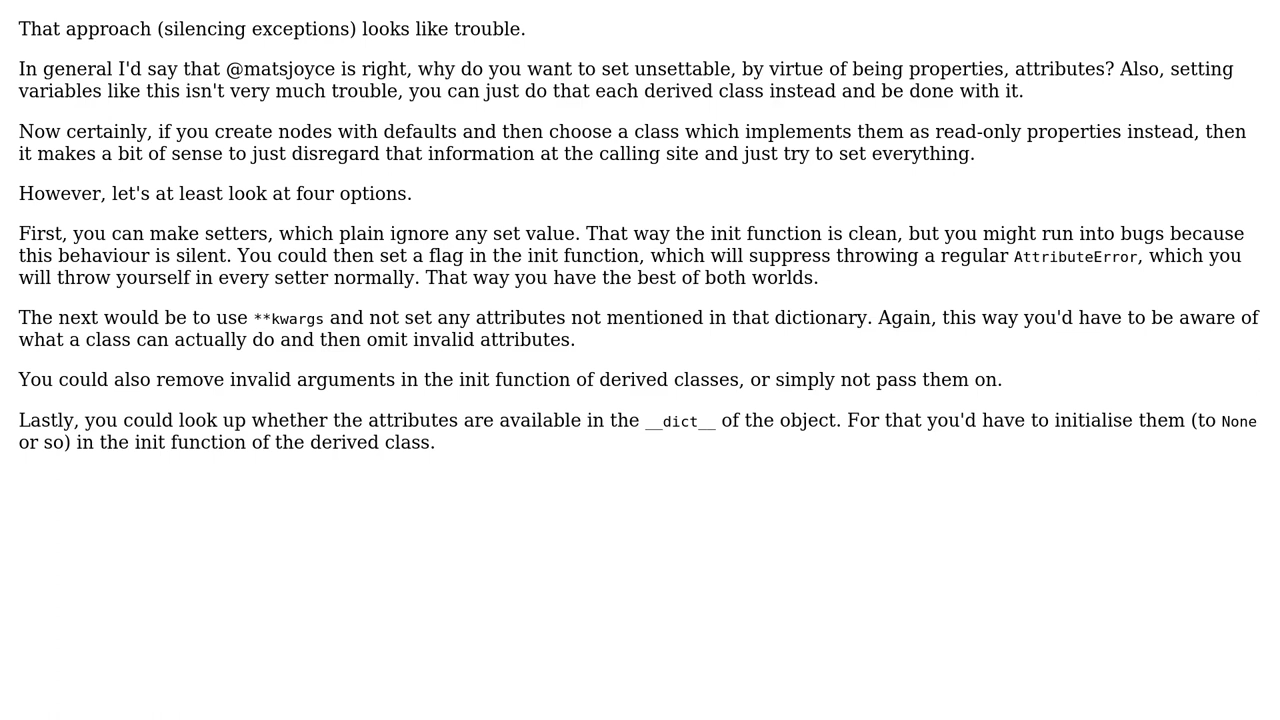 That approach (silencing exceptions) looks like trouble.
In general I'd say that @matsjoyce is right, why do you want to set unsettable, by virtue of being properties, attributes? Also, setting
variables like this isn't very much trouble, you can just do that each derived class instead and be done with it.
Now certainly, if you create nodes with defaults and then choose a class which implements them as read-only properties instead, then
it makes a bit of sense to just disregard that information at the calling site and just try to set everything.
However, let's at least look at four options.
First, you can make setters, which plain ignore any set value. That way the init function is clean, but you might run into bugs because
this behaviour is silent. You could then set a flag in the init function, which will suppress throwing a regular AttributeError, which you
will throw yourself in every setter normally. That way you have the best of both worlds.
The next would be to use **kwargs and not set any attributes not mentioned in that dictionary. Again, this way you'd have to be aware of
what a class can actually do and then omit invalid attributes.
You could also remove invalid arguments in the init function of derived classes, or simply not pass them on.
Lastly, you could look up whether the attributes are available in the __dict__ of the object. For that you'd have to initialise them (to None
or so) in the init function of the derived class.